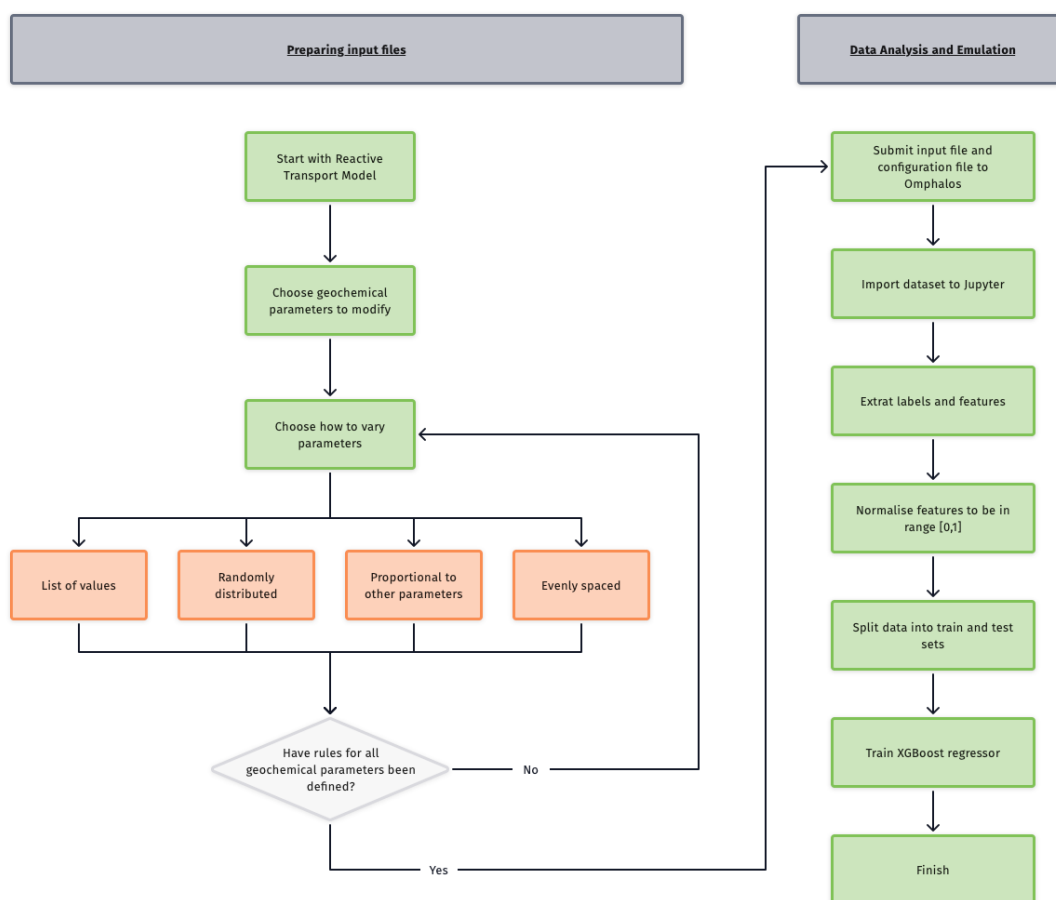 Preparing input files
Data Analysis and Emulation
Start with Reactive
Transport Model
Choose geochemical
parameters to modify
Choose how to vary
parameters
List of values
Randomly
distributed
Proportional to
other parameters
Evenly spaced
Have rules for all
geochemical parameters been
defined?
No
Yes
Submit input file and
configuration file to
Omphalos
Import dataset to Jupyter
Extrat labels and features
Normalise features to be in
range [0,1]
Split data into train and test
sets
Train XGBoost regressor
Finish